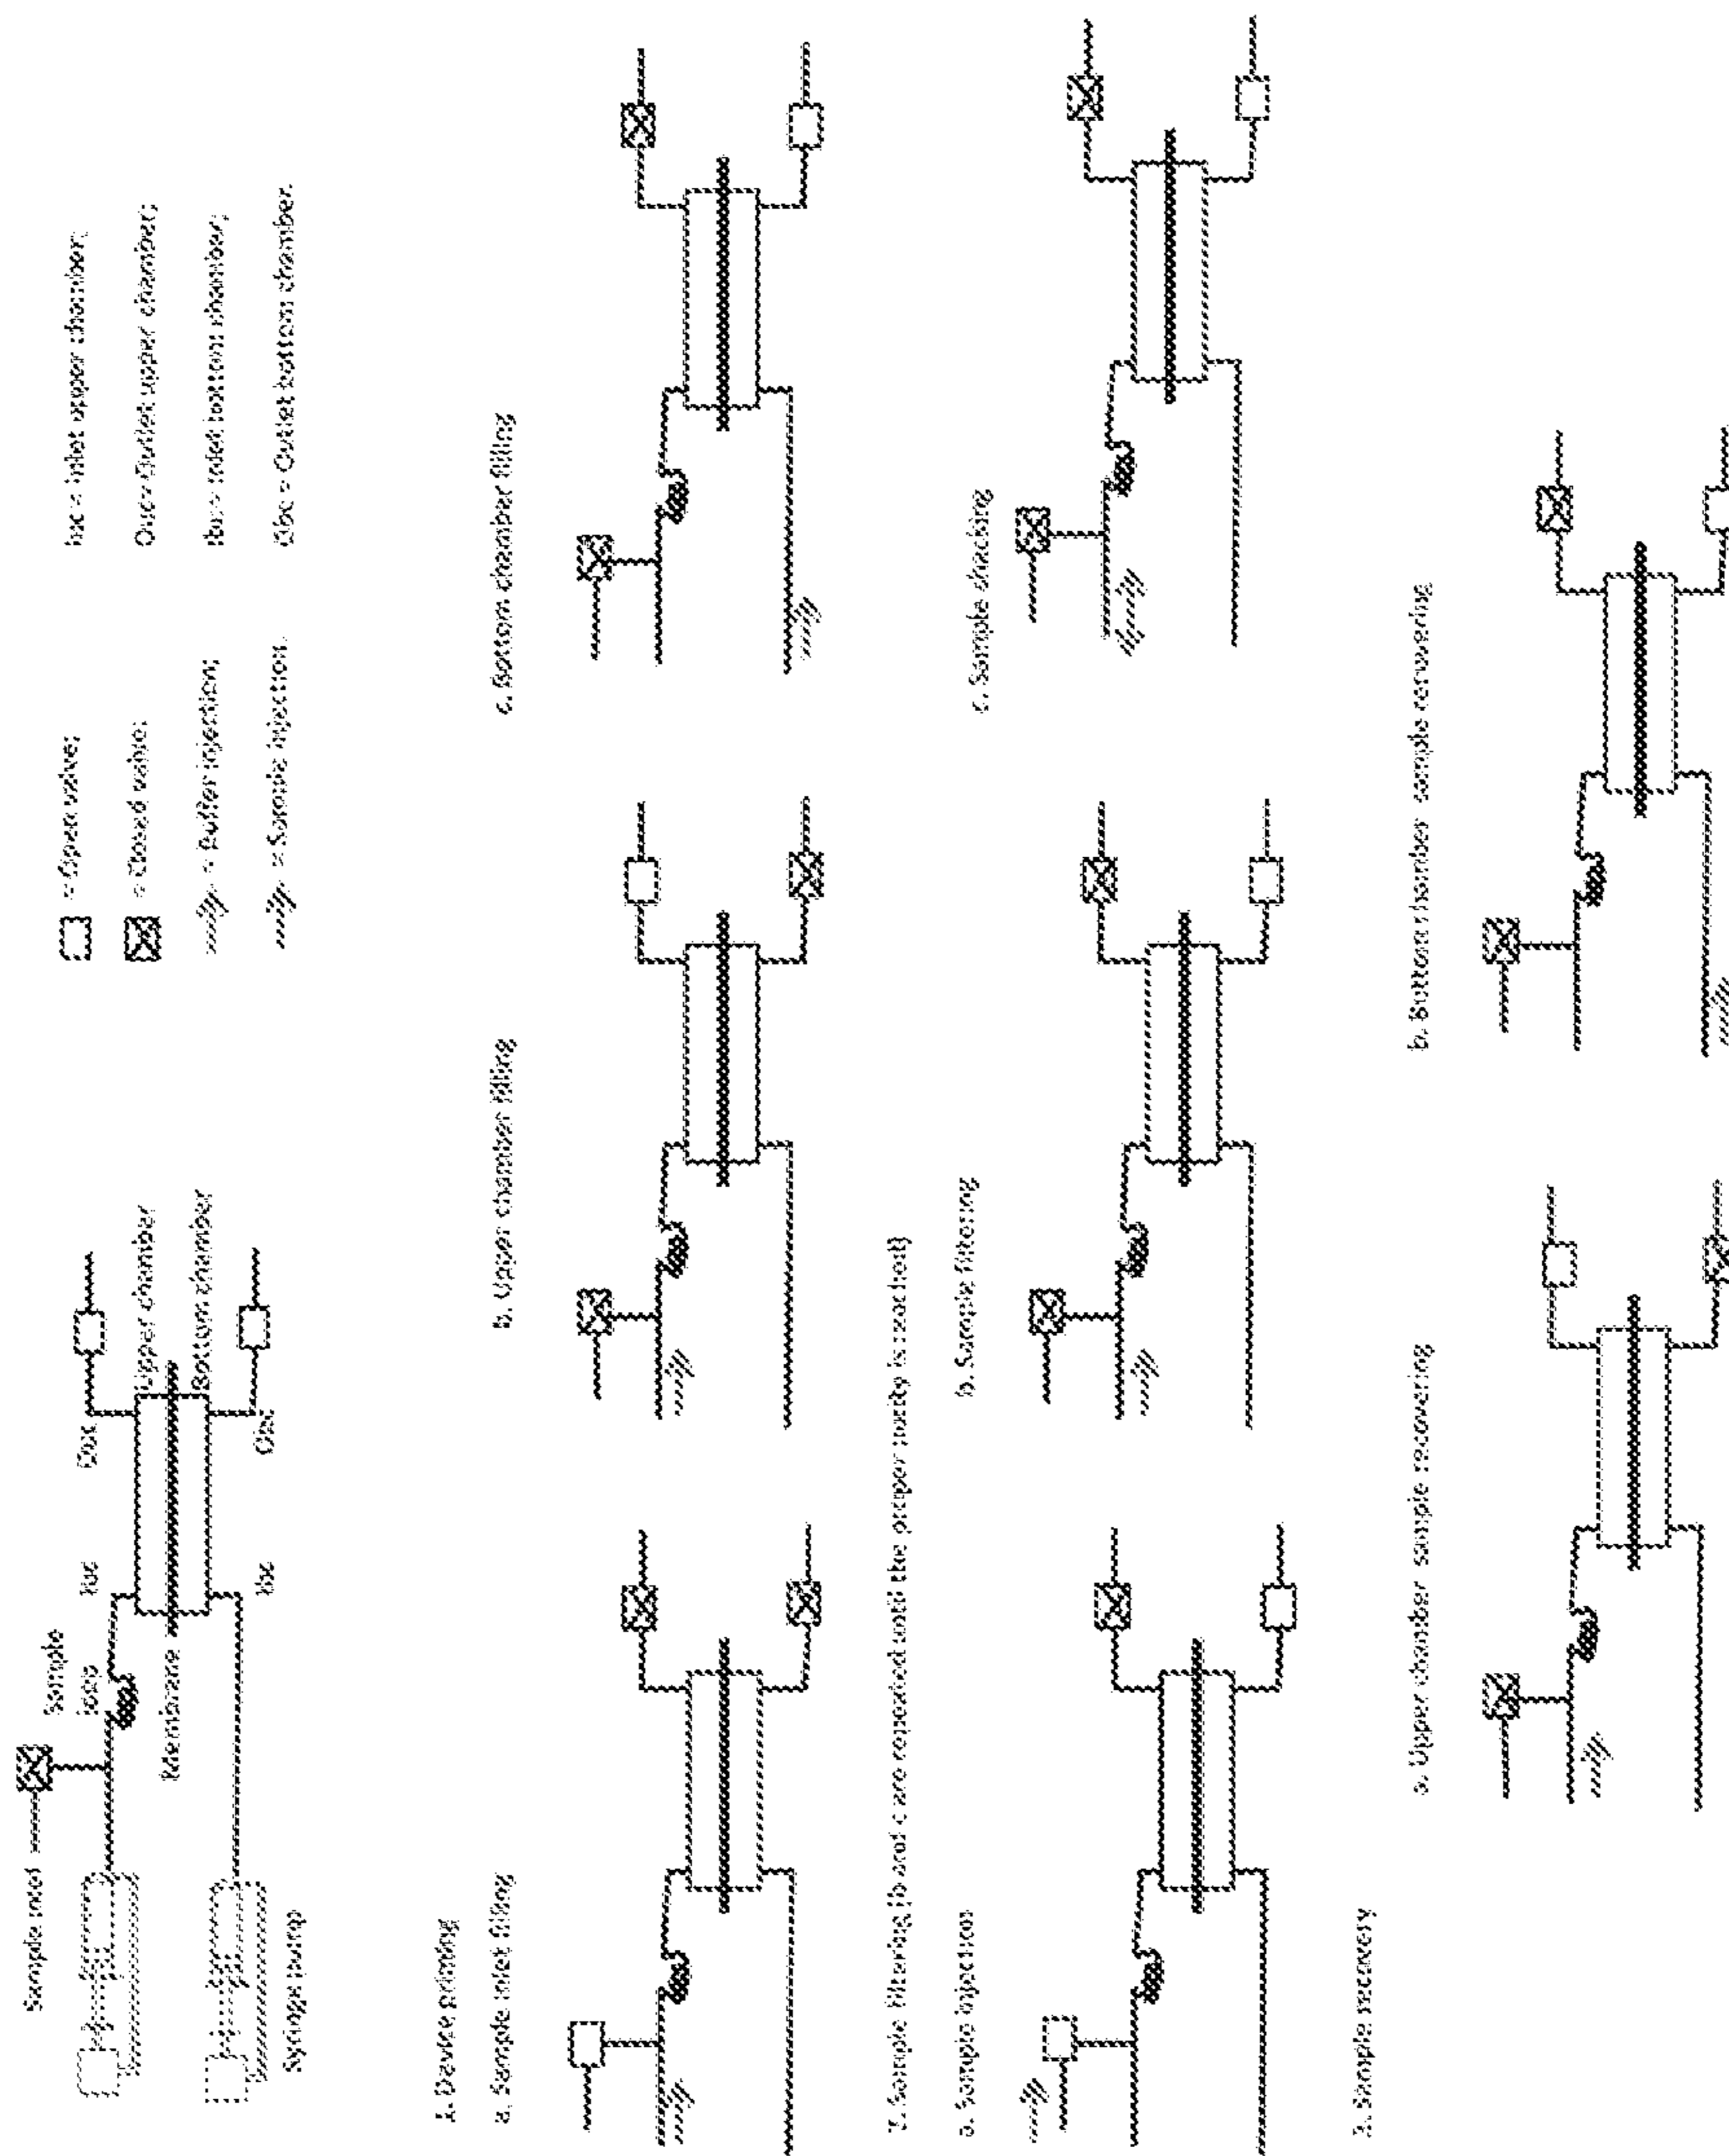 Sample inlet
Sample
loop
Iuc
Ouc
Upper chamber
Membrane
Bottom chamber
Ibc
Obc
Syringe pump
= Open valve;
= Closed valve;
= Buffer injection;
= Sample injection.
Iuc = Inlet upper chamber;
Ouc= Outlet upper chamber;
Ibc= Inlet bottom chamber;
Obc = Outlet bottom chamber.
1. Device priming
a. Sample inlet filling
b. Upper chamber filling
c. Bottom chamber filling
2. Sample filtering (b and c are repeated until the proper purity is reached)
a. Sample injection
b. Sample filtering
c. Sample shacking
3. Sample recovery
a. Upper chamber sample recovering
b. Bottom chamber sample